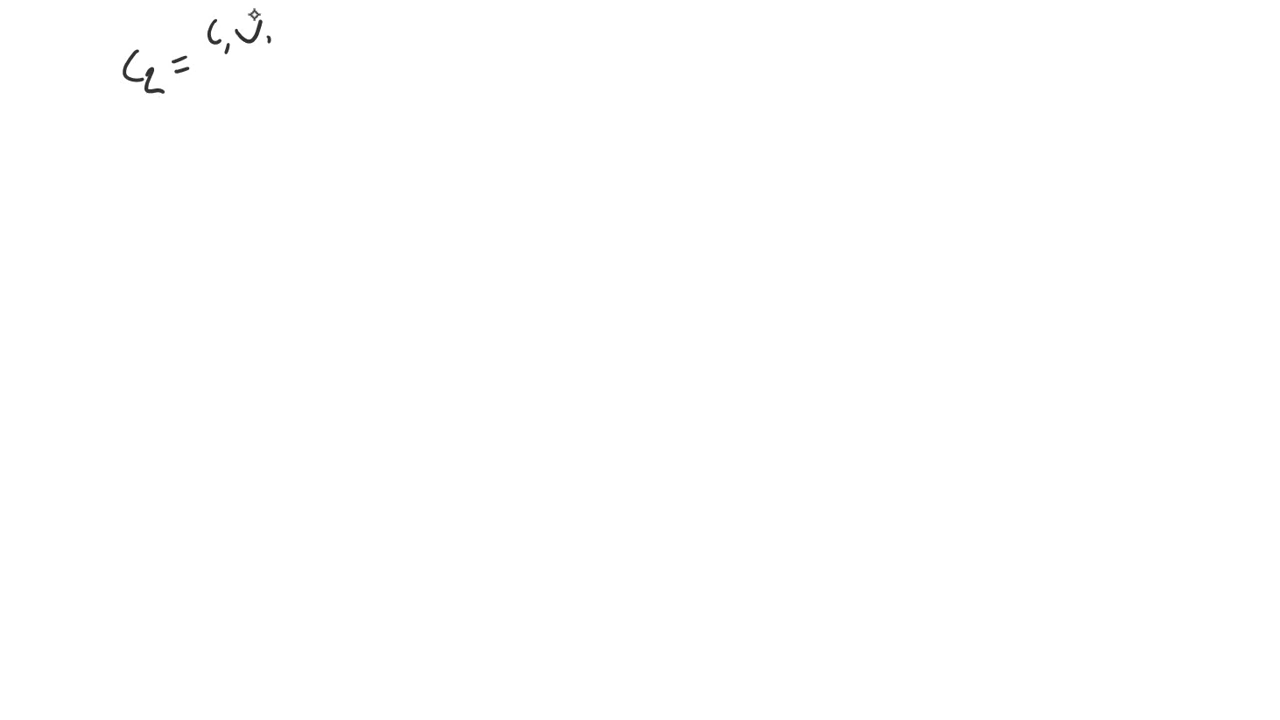 C₂ = C₁V₁